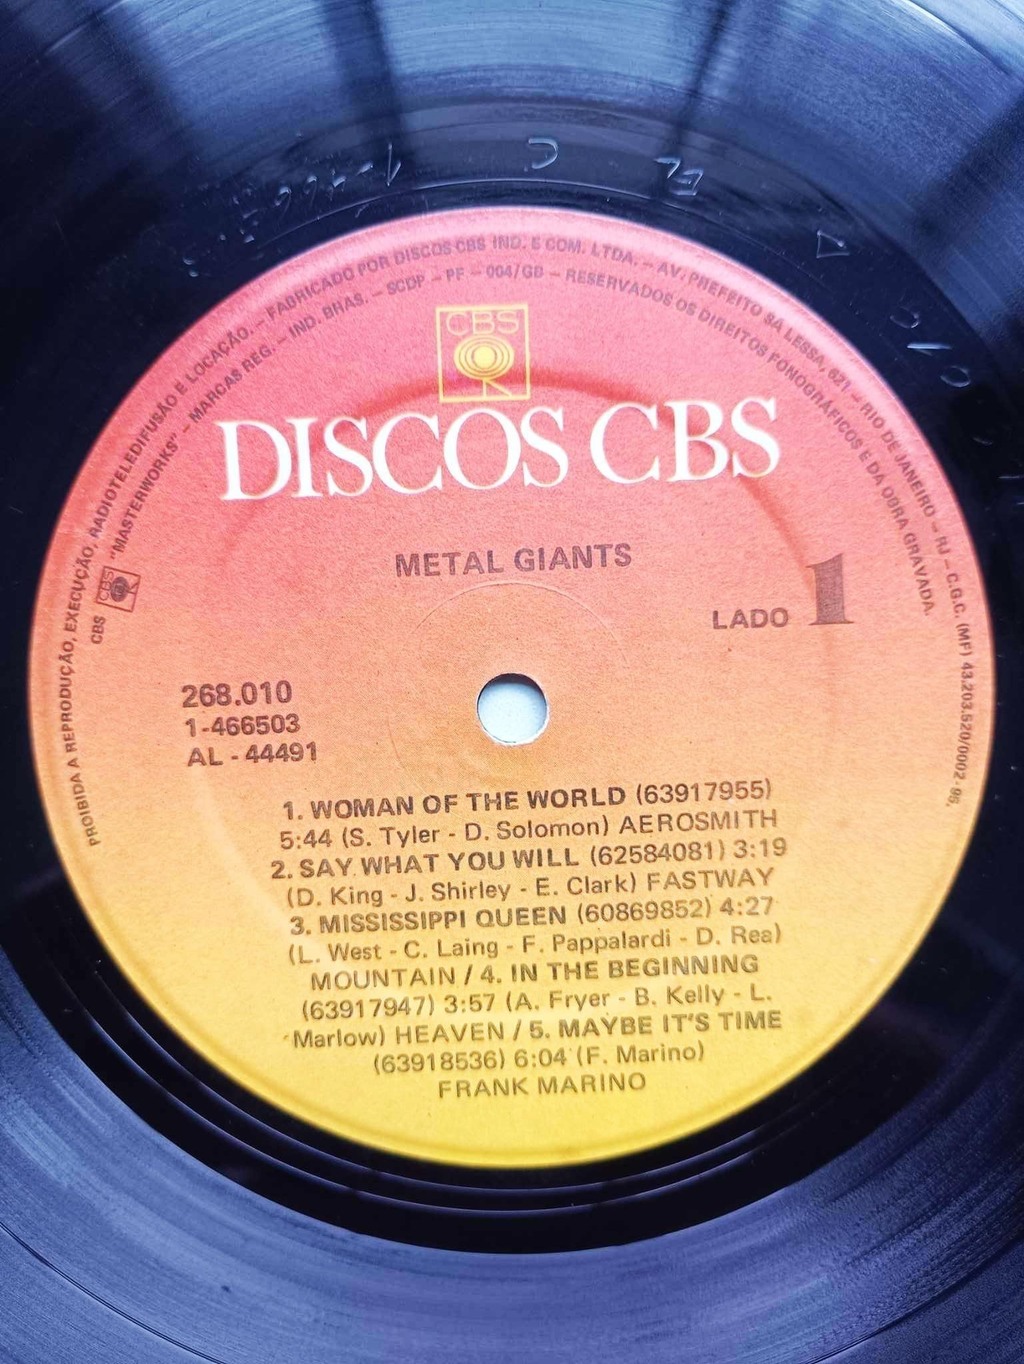 PROIBIDA A REPRODUÇÃO, EXECUÇÃO, RADIOTELEDIFUSÃO E LOCAÇÃO. – FABRICADO POR DISCOS CBS IND. E COM. LTDA. – AV. PREFEITO SA LESSA, 621 – RIO DE JANEIRO – RJ – C.G.C. (MF) 43.203.520/0002-96.
CBS CBS "MASTERWORKS" – MARCAS REG. – IND. BRAS. – SCDP – PF – 004/GB – RESERVADOS OS DIREITOS FONOGRÁFICOS E DA OBRA GRAVADA.
CBS
DISCOS CBS
METAL GIANTS
LADO 1
268.010
1-466503
AL - 44491
1. WOMAN OF THE WORLD (63917955)
5:44 (S. Tyler - D. Solomon) AEROSMITH
2. SAY WHAT YOU WILL (62584081) 3:19
(D. King - J. Shirley - E. Clark) FASTWAY
3. MISSISSIPPI QUEEN (60869852) 4:27
(L. West - C. Laing - F. Pappalardi - D. Rea)
MOUNTAIN / 4. IN THE BEGINNING
(63917947) 3:57 (A. Fryer - B. Kelly - L.
Marlow) HEAVEN / 5. MAYBE IT'S TIME
(63918536) 6:04 (F. Marino)
FRANK MARINO